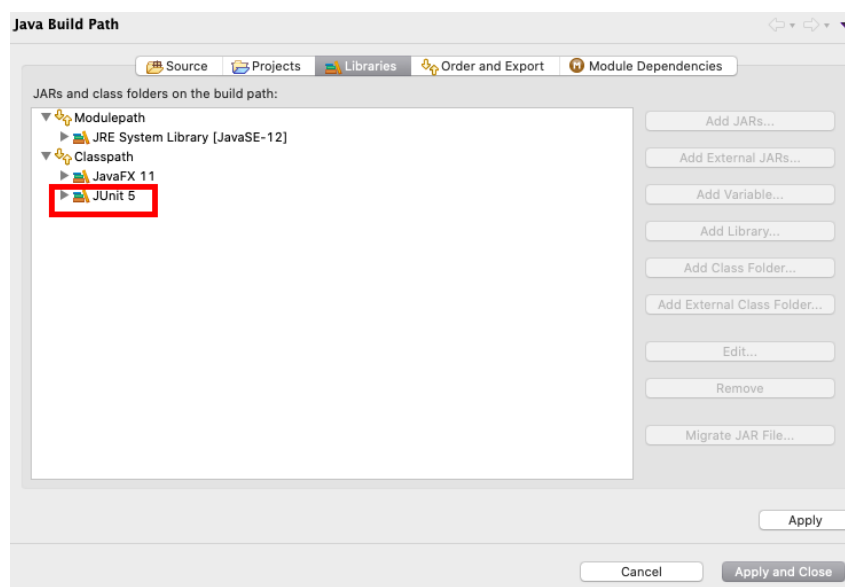 Java Build Path
Source Projects Libraries Order and Export Module Dependencies
JARs and class folders on the build path:
Modulepath
JRE System Library [JavaSE-12]
Classpath
JavaFX 11
JUnit 5
Add JARs...
Add External JARs...
Add Variable...
Add Library...
Add Class Folder...
Add External Class Folder...
Edit...
Remove
Migrate JAR File...
Apply
Cancel Apply and Close